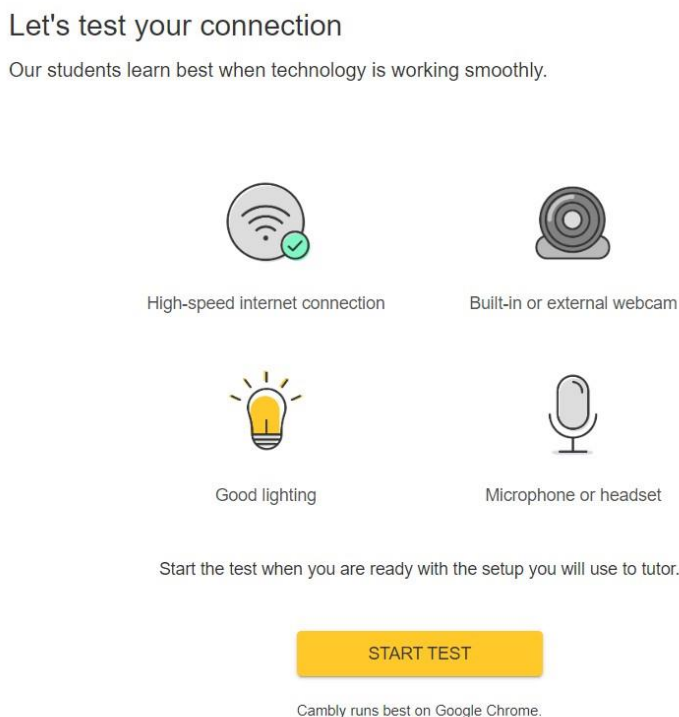 Let's test your connection
Our students learn best when technology is working smoothly.
High-speed internet connection
Built-in or external webcam
Good lighting
Microphone or headset
Start the test when you are ready with the setup you will use to tutor.
START TEST
Cambly runs best on Google Chrome.